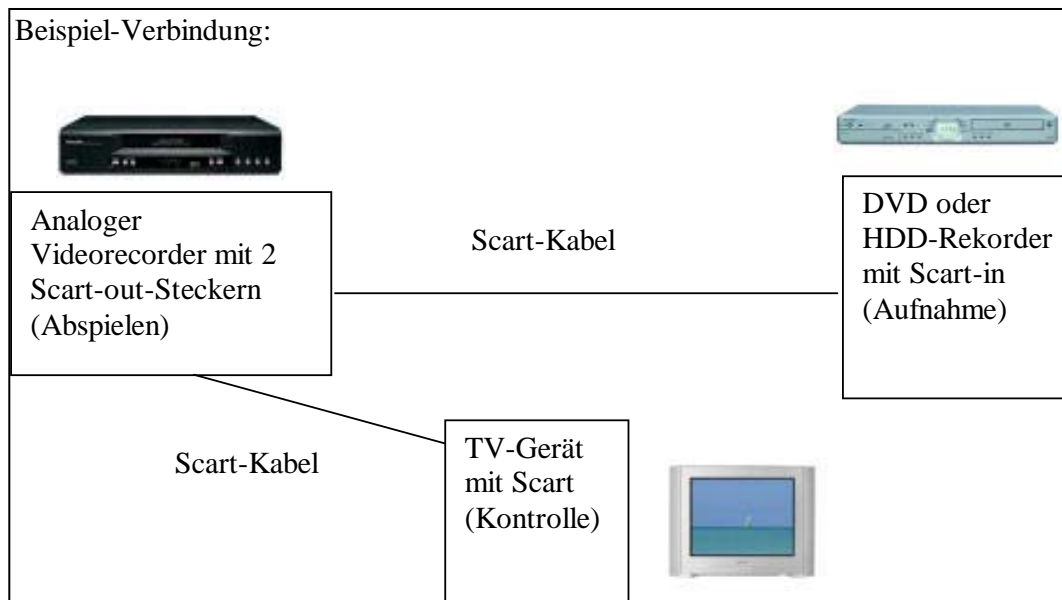 Beispiel-Verbindung:
Analoger
Videorecorder mit 2
Scart-out-Steckern
(Abspielen)
Scart-Kabel
DVD oder
HDD-Rekorder
mit Scart-in
(Aufnahme)
Scart-Kabel
TV-Gerät
mit Scart
(Kontrolle)